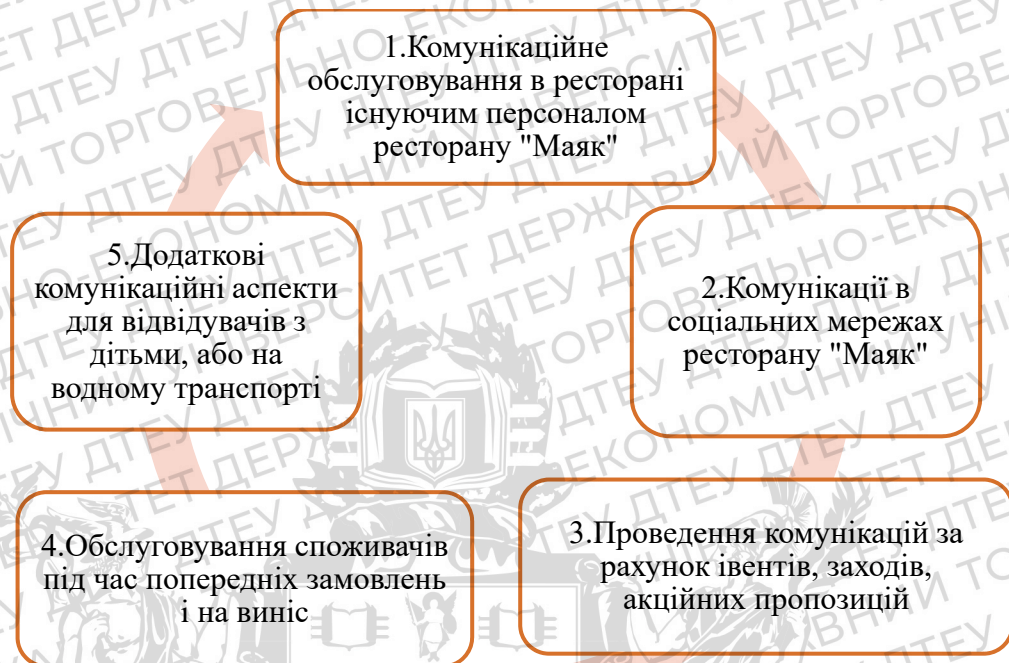 1.Комунікаційне
обслуговування в ресторані
існуючим персоналом
ресторану "Маяк"
2.Комунікації в
соціальних мережах
ресторану "Маяк"
3.Проведення комунікацій за
рахунок івентів, заходів,
акційних пропозицій
4.Обслуговування споживачів
під час попередніх замовлень
і на виніс
5.Додаткові
комунікаційні аспекти
для відвідувачів з
дітьми, або на
водному транспорті